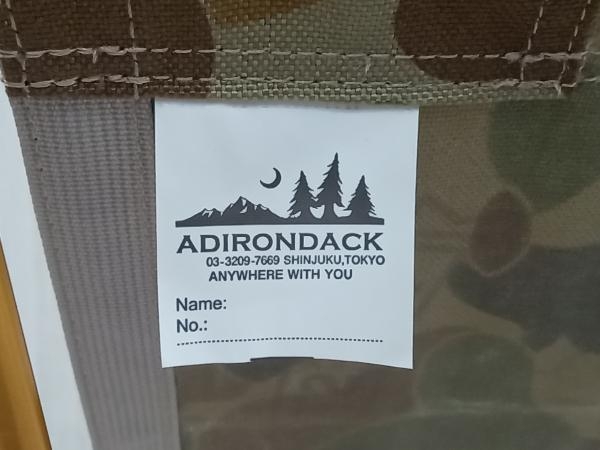 ADIRONDACK
03-3209-7669 SHINJUKU,TOKYO
ANYWHERE WITH YOU
Name:
No.: